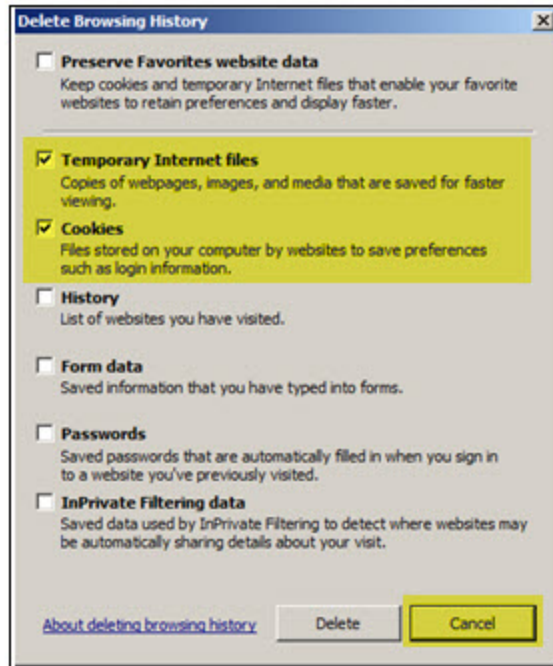 Delete Browsing History
Preserve Favorites website data
Keep cookies and temporary Internet files that enable your favorite
websites to retain preferences and display faster.
Temporary Internet files
Copies of webpages, images, and media that are saved for faster
viewing.
Cookies
Files stored on your computer by websites to save preferences
such as login information.
History
List of websites you have visited.
Form data
Saved information that you have typed into forms.
Passwords
Saved passwords that are automatically filled in when you sign in
to a website you've previously visited.
InPrivate Filtering data
Saved data used by InPrivate Filtering to detect where websites may
be automatically sharing details about your visit.
About deleting browsing history Delete Cancel